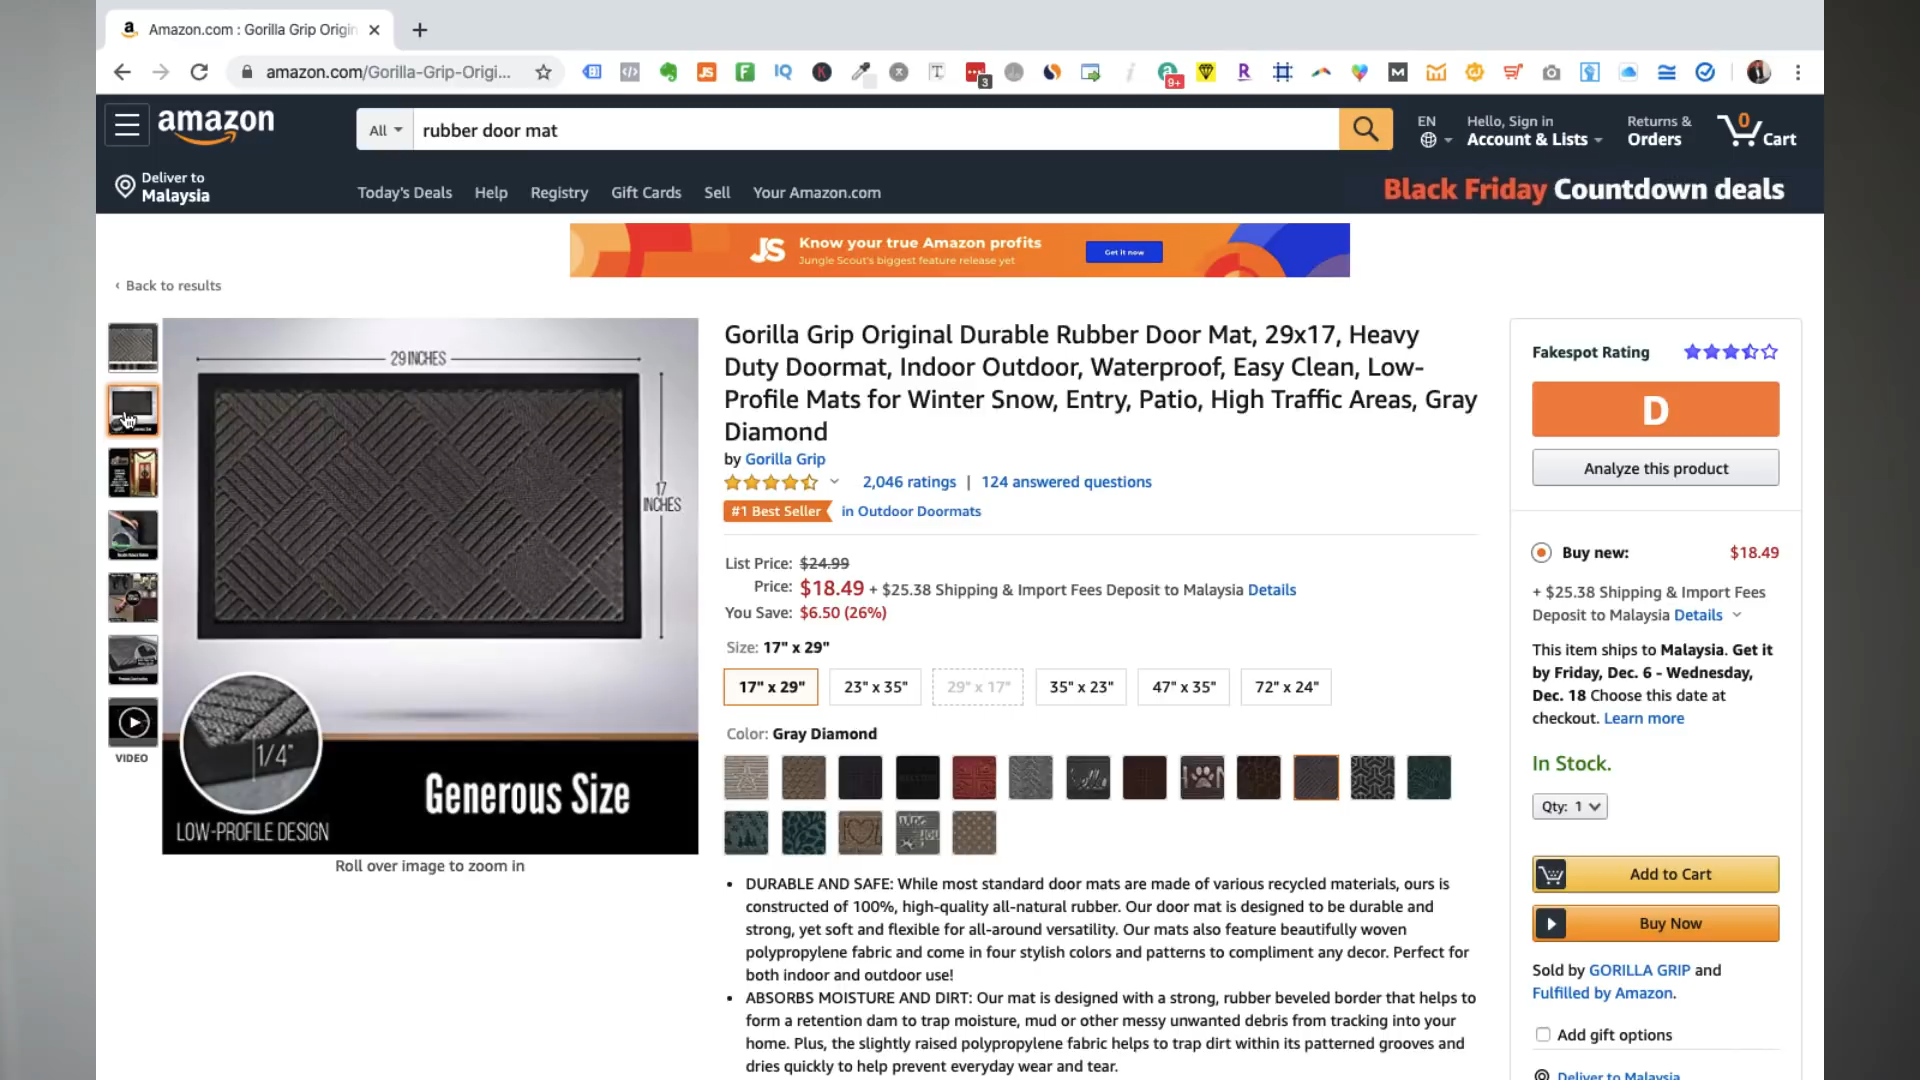 Amazon.com : Gorilla Grip Origin
amazon.com/Gorilla-Grip-Origi...
JS
F
IQ
K
T
3
9+
R
M
amazon
All
rubber door mat
EN
Hello, Sign in
Account & Lists
Returns &
Orders
0
Cart
Deliver to
Malaysia
Today's Deals
Help
Registry
Gift Cards
Sell
Your Amazon.com
Black Friday Countdown deals
JS
Know your true Amazon profits
Jungle Scout's biggest feature release yet
Get it now
‹ Back to results
29 INCHES
17
INCHES
1/4"
LOW-PROFILE DESIGN
Generous Size
VIDEO
Roll over image to zoom in
Gorilla Grip Original Durable Rubber Door Mat, 29x17, Heavy
Duty Doormat, Indoor Outdoor, Waterproof, Easy Clean, Low-
Profile Mats for Winter Snow, Entry, Patio, High Traffic Areas, Gray
Diamond
by Gorilla Grip
2,046 ratings | 124 answered questions
#1 Best Seller in Outdoor Doormats
List Price: $24.99
Price: $18.49 + $25.38 Shipping & Import Fees Deposit to Malaysia Details
You Save: $6.50 (26%)
Size: 17" x 29"
17" x 29"
23" x 35"
29" x 17"
35" x 23"
47" x 35"
72" x 24"
Color: Gray Diamond
• DURABLE AND SAFE: While most standard door mats are made of various recycled materials, ours is
constructed of 100%, high-quality all-natural rubber. Our door mat is designed to be durable and
strong, yet soft and flexible for all-around versatility. Our mats also feature beautifully woven
polypropylene fabric and come in four stylish colors and patterns to compliment any decor. Perfect for
both indoor and outdoor use!
• ABSORBS MOISTURE AND DIRT: Our mat is designed with a strong, rubber beveled border that helps to
form a retention dam to trap moisture, mud or other messy unwanted debris from tracking into your
home. Plus, the slightly raised polypropylene fabric helps to trap dirt within its patterned grooves and
dries quickly to help prevent everyday wear and tear.
Fakespot Rating
D
Analyze this product
Buy new:
$18.49
+ $25.38 Shipping & Import Fees
Deposit to Malaysia Details
This item ships to Malaysia. Get it
by Friday, Dec. 6 - Wednesday,
Dec. 18 Choose this date at
checkout. Learn more
In Stock.
Qty: 1
Add to Cart
Buy Now
Sold by GORILLA GRIP and
Fulfilled by Amazon.
Add gift options
Deliver to Malaysia